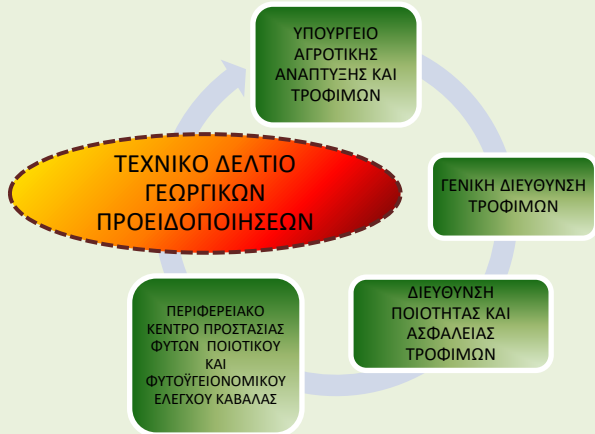 ΥΠΟΥΡΓΕΙΟ
ΑΓΡΟΤΙΚΗΣ
ΑΝΑΠΤΥΞΗΣ ΚΑΙ
ΤΡΟΦΙΜΩΝ
ΓΕΝΙΚΗ ΔΙΕΥΘΥΝΣΗ
ΤΡΟΦΙΜΩΝ
ΔΙΕΥΘΥΝΣΗ
ΠΟΙΟΤΗΤΑΣ ΚΑΙ
ΑΣΦΑΛΕΙΑΣ
ΤΡΟΦΙΜΩΝ
ΠΕΡΙΦΕΡΕΙΑΚΟ
ΚΕΝΤΡΟ ΠΡΟΣΤΑΣΙΑΣ
ΦΥΤΩΝ ΠΟΙΟΤΙΚΟΥ
ΚΑΙ
ΦΥΤΟΫΓΕΙΟΝΟΜΙΚΟΥ
ΕΛΕΓΧΟΥ ΚΑΒΑΛΑΣ
ΤΕΧΝΙΚΟ ΔΕΛΤΙΟ
ΓΕΩΡΓΙΚΩΝ
ΠΡΟΕΙΔΟΠΟΙΗΣΕΩΝ